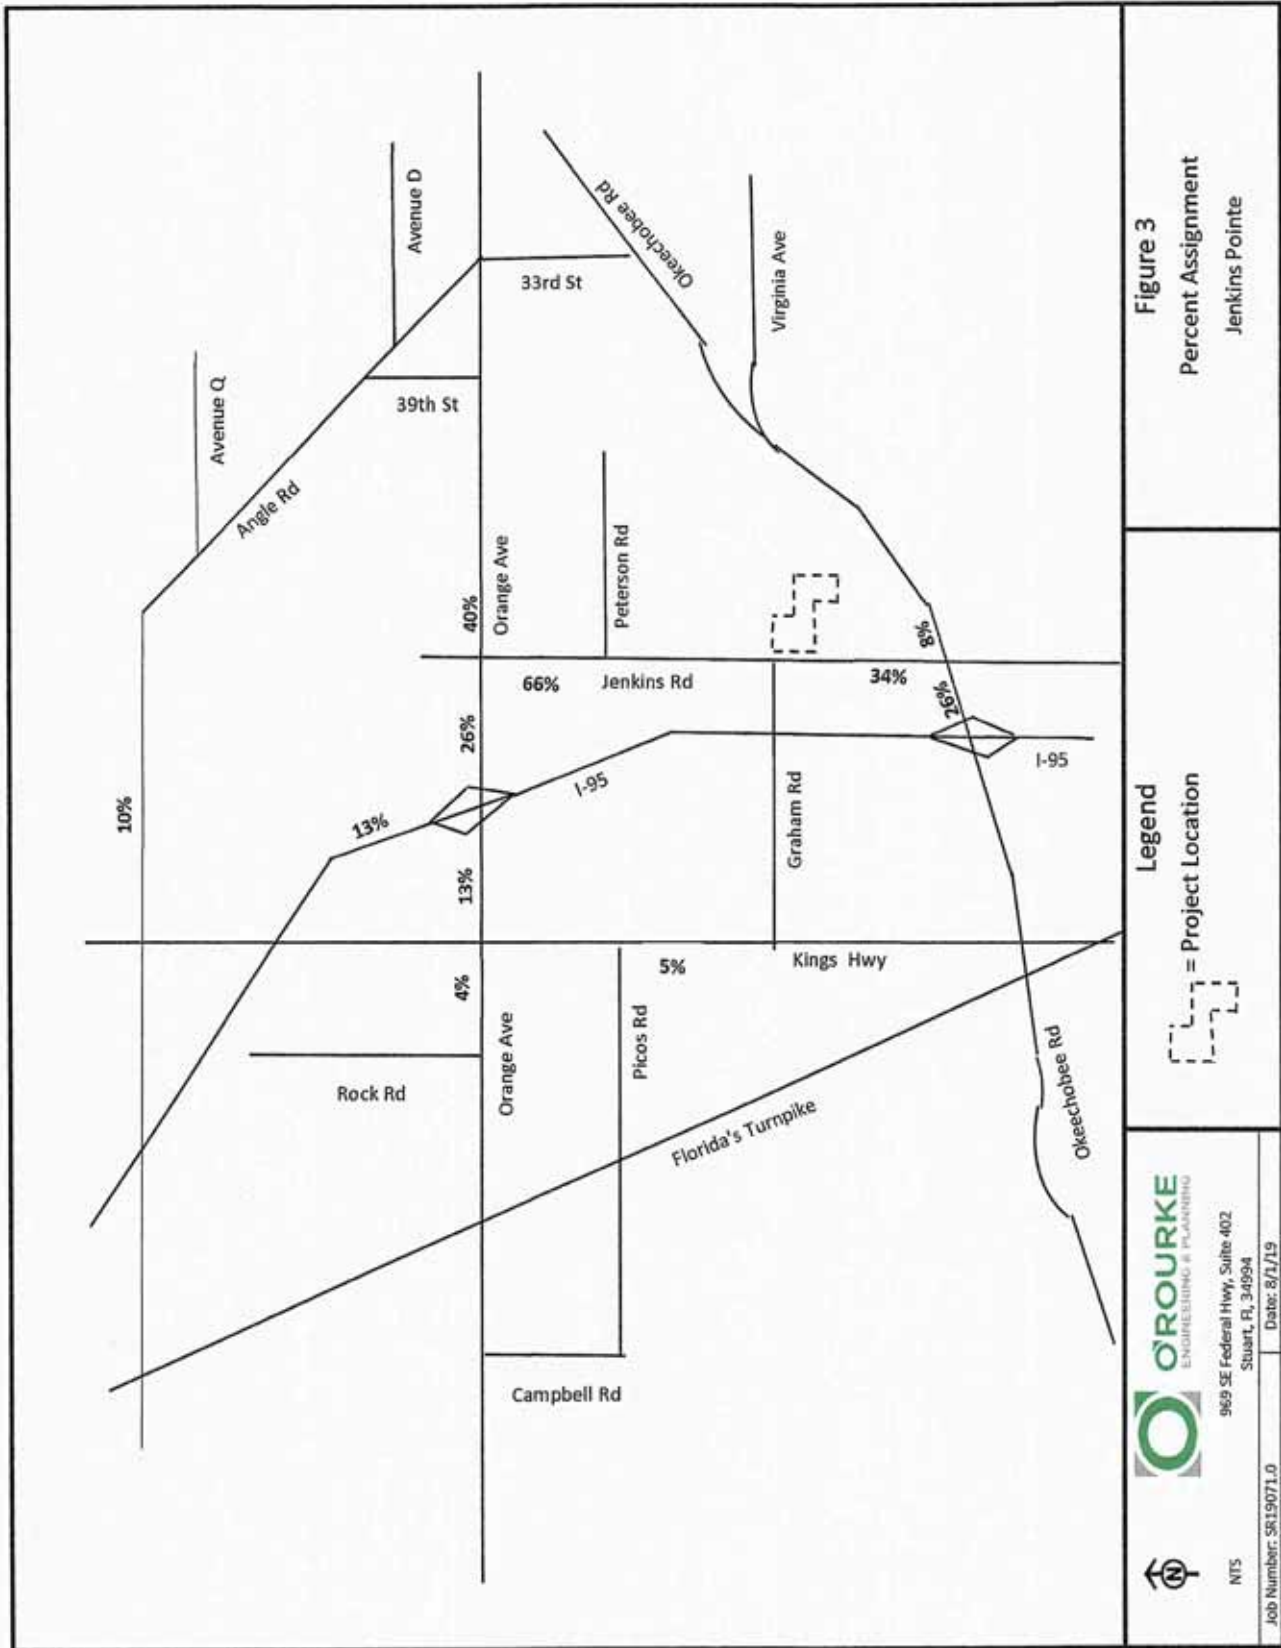 Avenue Q
Avenue D
Angle Rd
39th St
33rd St
Okeechobee Rd
Virginia Ave
10%
13%
26%
40%
Orange Ave
66%
Jenkins Rd
Peterson Rd
13%
4%
I-95
34%
8%
26%
I-95
Graham Rd
Kings Hwy
5%
Rock Rd
Orange Ave
Picos Rd
Florida's Turnpike
Okeechobee Rd
Campbell Rd
N
NTS
O'ROURKE
ENGINEERING & PLANNING
969 SE Federal Hwy, Suite 402
Stuart, Fl, 34994
Job Number: SR19071.0
Date: 8/1/19
Legend
= Project Location
Figure 3
Percent Assignment
Jenkins Pointe